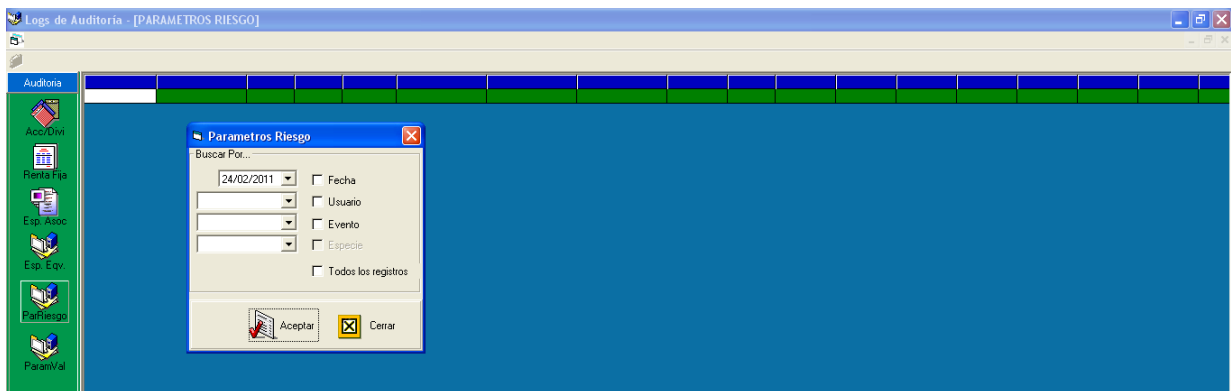 Logs de Auditoría - [PARAMETROS RIESGO]
Auditoria
Acc/Divi
Renta Fija
Esp. Asoc
Esp. Eqv.
ParRiesgo
ParamVal
Parametros Riesgo
Buscar Por...
24/02/2011
Fecha
Usuario
Evento
Especie
Todos los registros
Aceptar
Cerrar